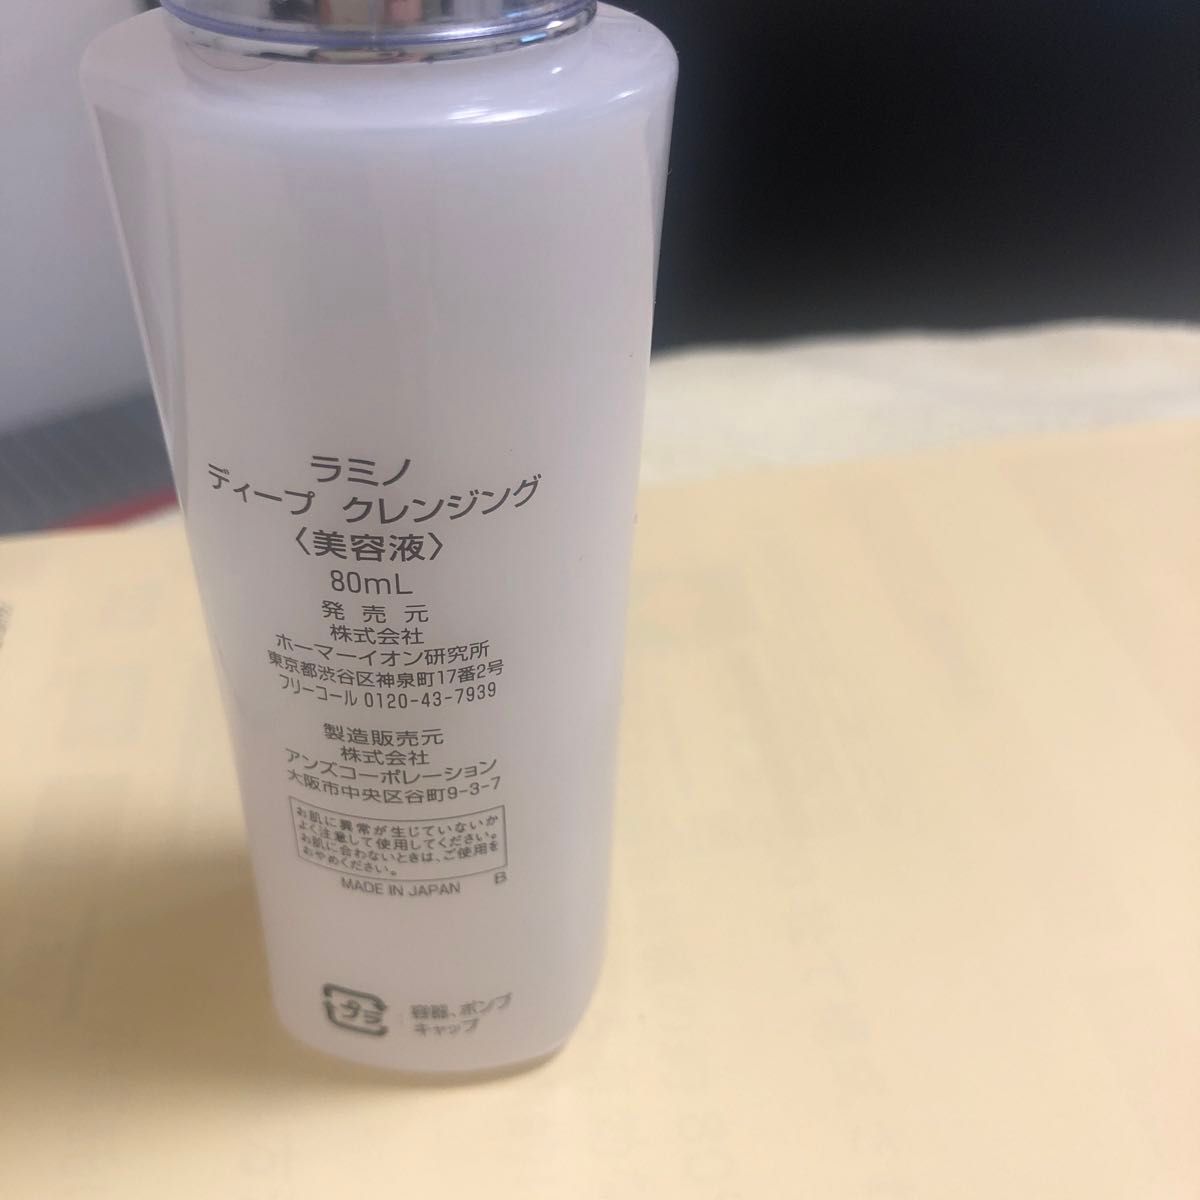 ラミノ
ディープ クレンジング
〈美容液〉
80mL
発 売 元
株式会社
ホーマーイオン研究所
東京都渋谷区神泉町17番2号
フリーコール 0120-43-7939
製造販売元
株式会社
アンズコーポレーション
大阪市中央区谷町9-3-7
お肌に異常が生じていないか
よく注意して使用してください。
お肌に合わないときは、ご使用を
おやめください。
MADE IN JAPAN B
プラ 容器、ポンプ
キャップ